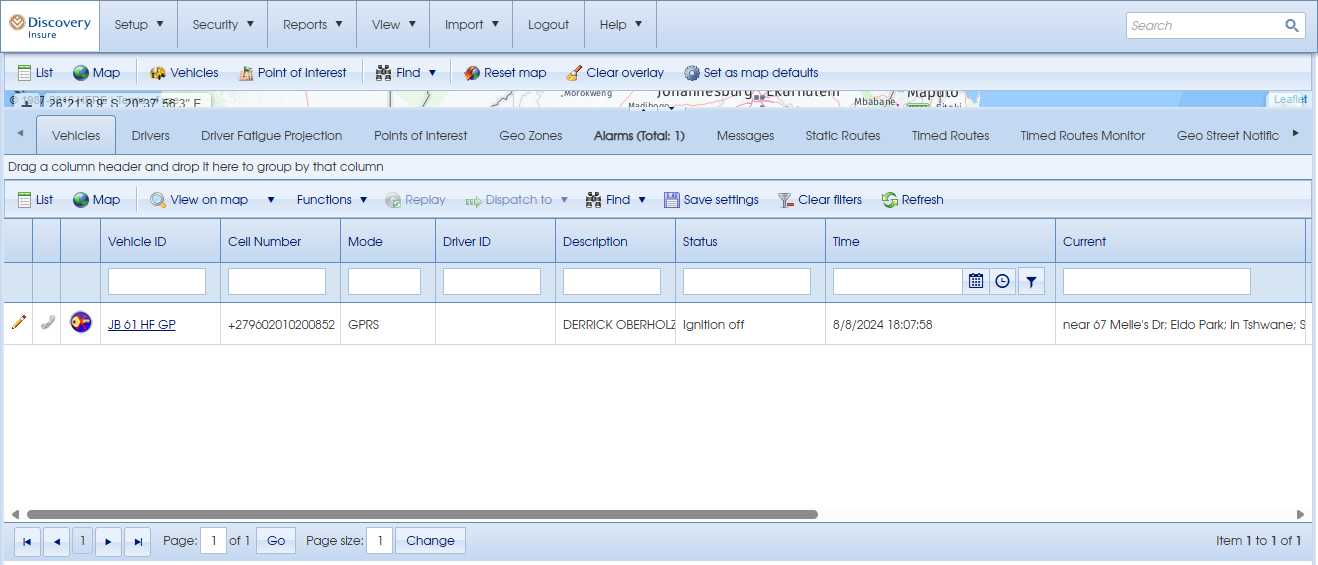 Discovery
Insure
Setup Security Reports View Import Logout Help
Search
List Map Vehicles Point of Interest Find Reset map Clear overlay Set as map defaults
26°21' 6.9" S, 20°37' 56.3" E
Morokweng Johannesburg Ekurhuleni Mbabane Maputo
Leaflet
Vehicles Drivers Driver Fatigue Projection Points of Interest Geo Zones Alarms (Total: 1) Messages Static Routes Timed Routes Timed Routes Monitor Geo Street Notific
Drag a column header and drop it here to group by that column
List Map View on map Functions Replay Dispatch to Find Save settings Clear filters Refresh
Vehicle ID Cell Number Mode Driver ID Description Status Time Current
JB 61 HF GP +279602010200852 GPRS DERRICK OBERHOLZ Ignition off 8/8/2024 18:07:58 near 67 Melle's Dr; Eldo Park; In Tshwane; S
1 Page: 1 of 1 Go Page size: 1 Change Item 1 to 1 of 1